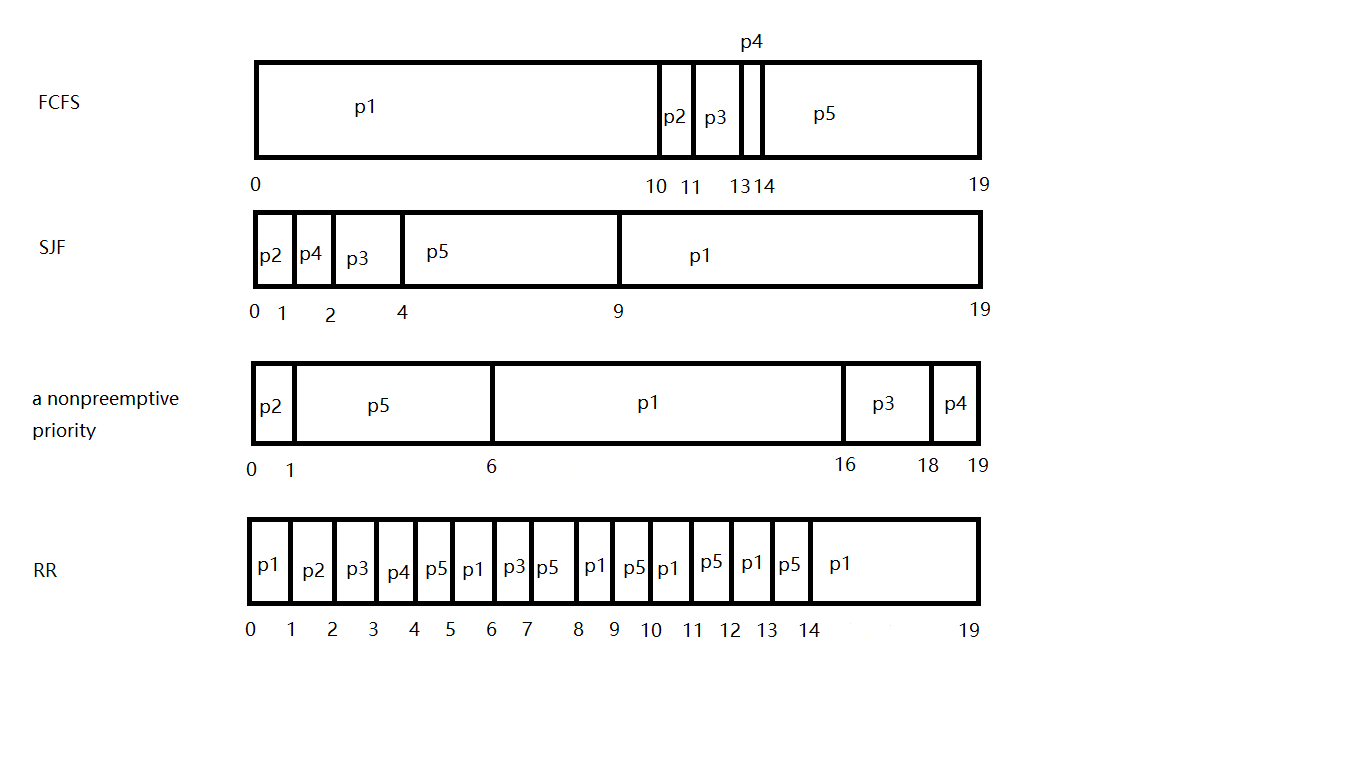 p4
FCFS p1 p2 p3 p5
0 10 11 13 14 19
SJF p2 p4 p3 p5 p1
0 1 2 4 9 19
a nonpreemptive
priority
p2 p5 p1 p3 p4
0 1 6 16 18 19
RR p1 p2 p3 p4 p5 p1 p3 p5 p1 p5 p1 p5 p1 p5 p1
0 1 2 3 4 5 6 7 8 9 10 11 12 13 14 19